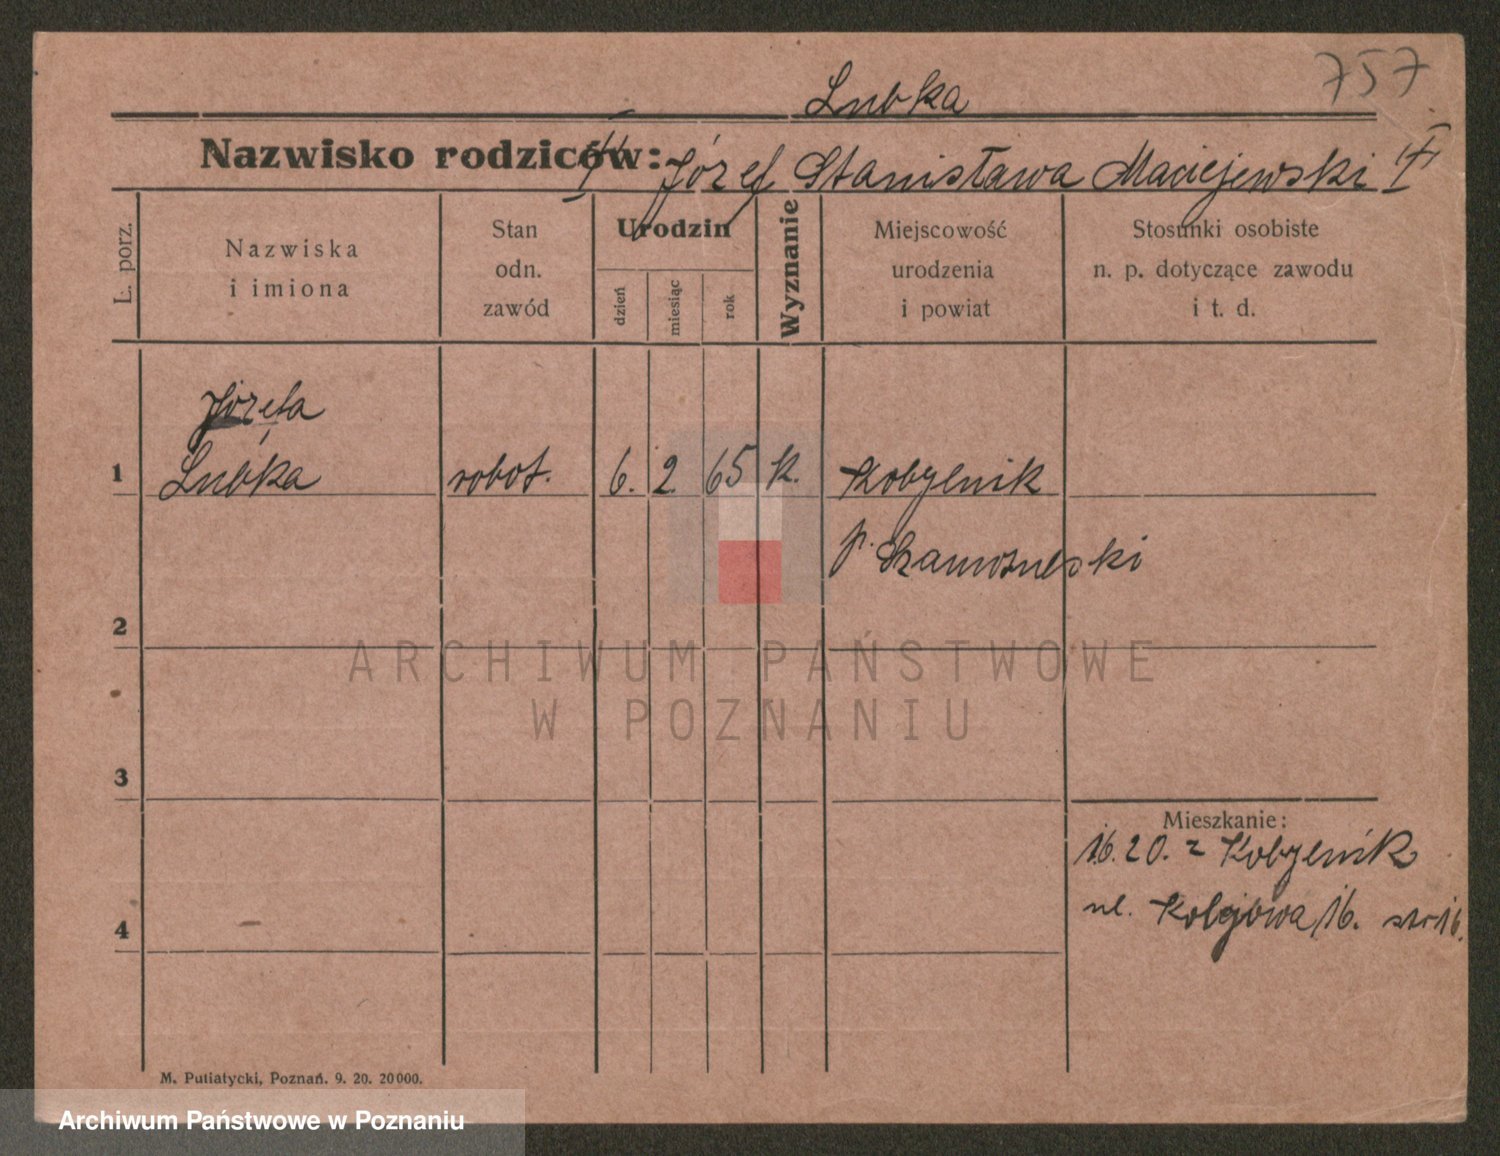 757
Lubka
Nazwisko rodziców: Józef Stanisława Maciejewski
L. porz.
Nazwiska
i imiona
Stan
odn.
zawód
Urodzin
dzień
miesiąc
rok
Wyznanie
Miejscowość
urodzenia
i powiat
Stosunki osobiste
n. p. dotyczące zawodu
i t. d.
Józefa
1 Lubka robot. 6. 2. 65 k. Kobylnik
p. Szamotulski
2
ARCHIWUM PAŃSTWOWE
W POZNANIU
3
Mieszkanie:
16.20. z Kobylnik
ul. Kolejowa 16. str 16.
4
M. Putiatycki, Poznań. 9. 20. 20000.
Archiwum Państwowe w Poznaniu